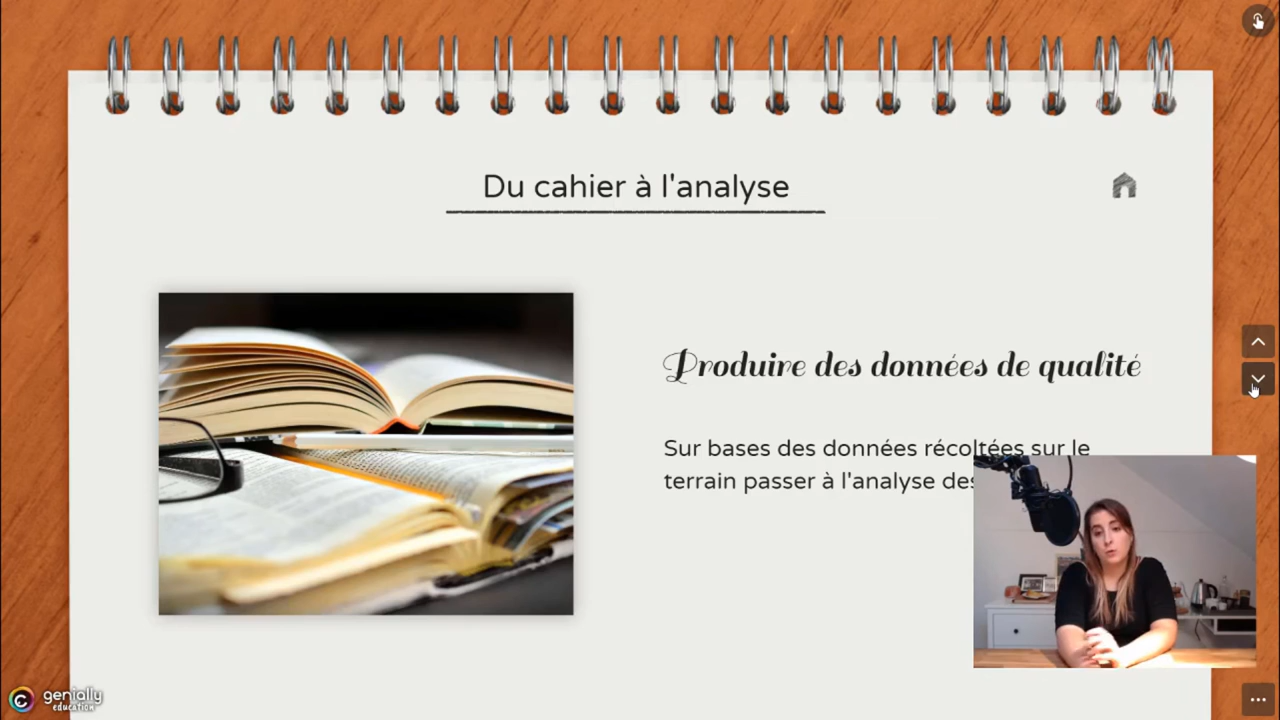 Du cahier à l'analyse
Produire des données de qualité
Sur bases des données récoltées sur le
terrain passer à l'analyse des
genially
education